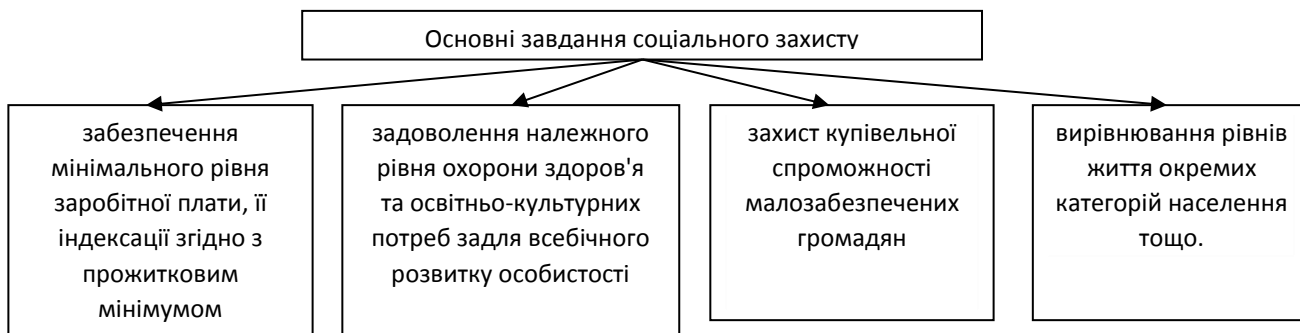 Основні завдання соціального захисту
забезпечення
мінімального рівня
заробітної плати, її
індексації згідно з
прожитковим
мінімумом
задоволення належного
рівня охорони здоров'я
та освітньо-культурних
потреб задля всебічного
розвитку особистості
захист купівельної
спроможності
малозабезпечених
громадян
вирівнювання рівнів
життя окремих
категорій населення
тощо.